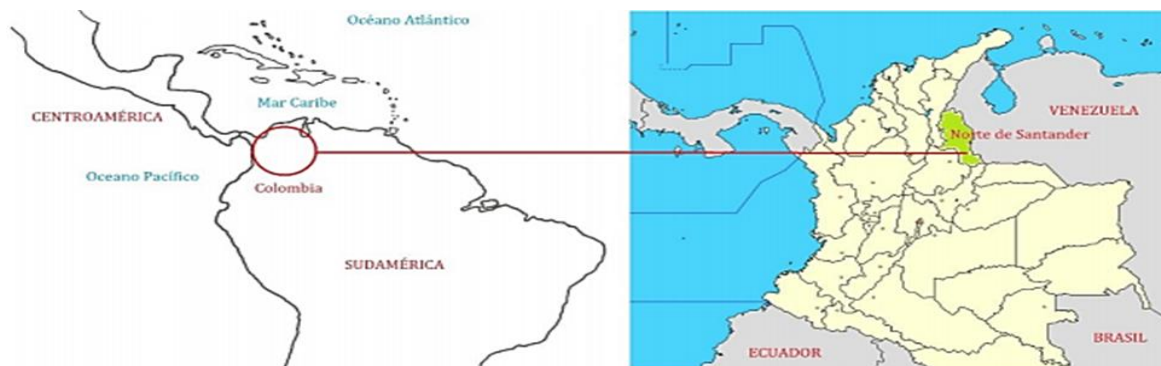 Océano Atlántico
Mar Caribe
CENTROAMÉRICA
Oceano Pacífico
Colombia
SUDAMÉRICA
VENEZUELA
Norte de Santander
ECUADOR
BRASIL